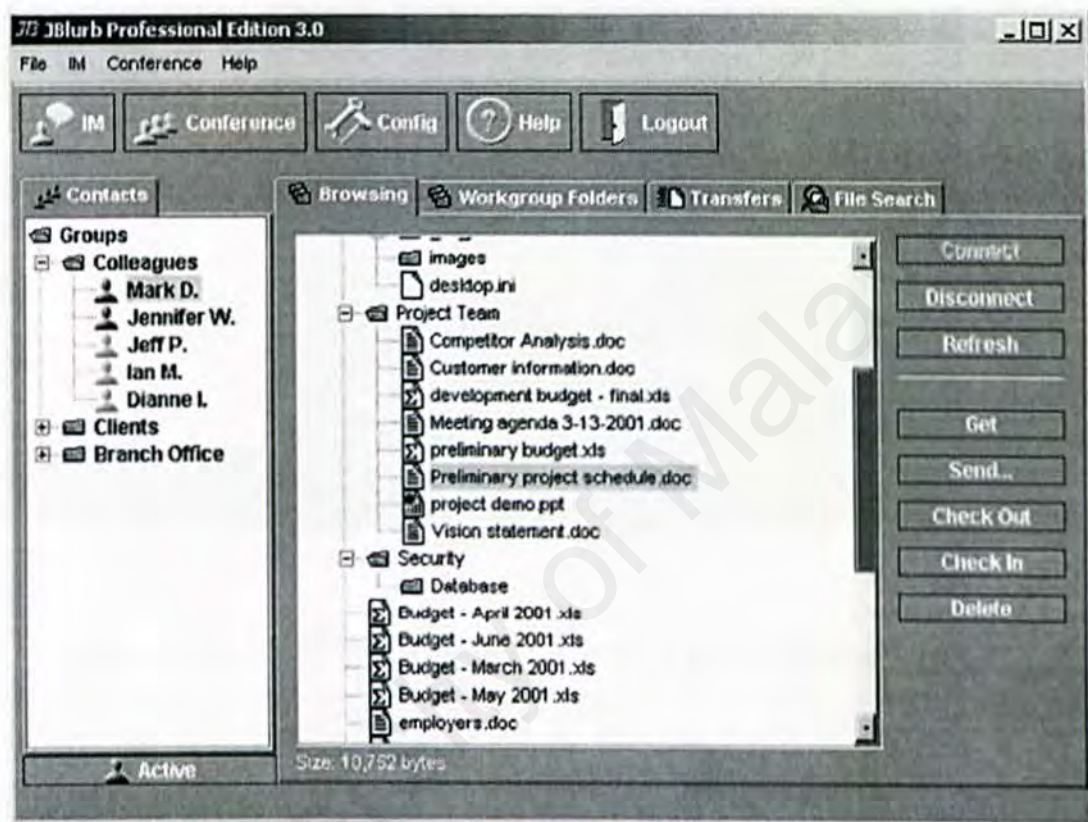 JB JBlurb Professional Edition 3.0
File IM Conference Help
IM Conference Config Help Logout
Contacts
Browsing Workgroup Folders Transfers File Search
Groups
Colleagues
Mark D.
Jennifer W.
Jeff P.
Ian M.
Dianne I.
Clients
Branch Office
Active
images
desktop.ini
Project Team
Competitor Analysis.doc
Customer information.doc
development budget - final.xls
Meeting agenda 3-13-2001.doc
preliminary budget.xls
Preliminary project schedule.doc
project demo.ppt
Vision statement.doc
Security
Database
Budget - April 2001.xls
Budget - June 2001.xls
Budget - March 2001.xls
Budget - May 2001.xls
employers.doc
Size: 10,752 bytes
Connect
Disconnect
Refresh
Get
Send...
Check Out
Check In
Delete
of Mala